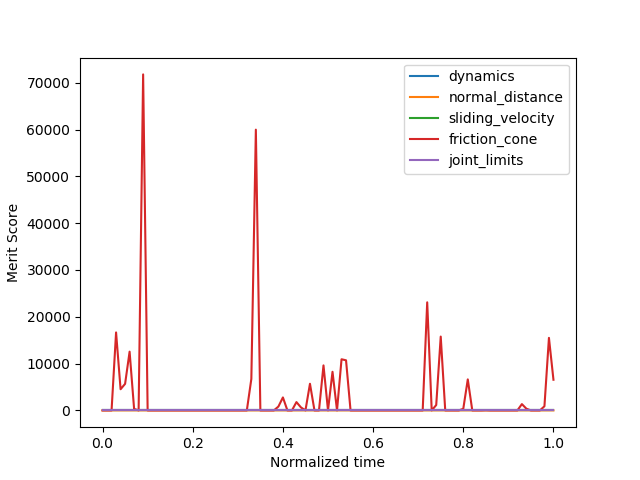 70000
60000
50000
40000
30000
20000
10000
0
Merit Score
dynamics
normal_distance
sliding_velocity
friction_cone
joint_limits
0.0 0.2 0.4 0.6 0.8 1.0
Normalized time